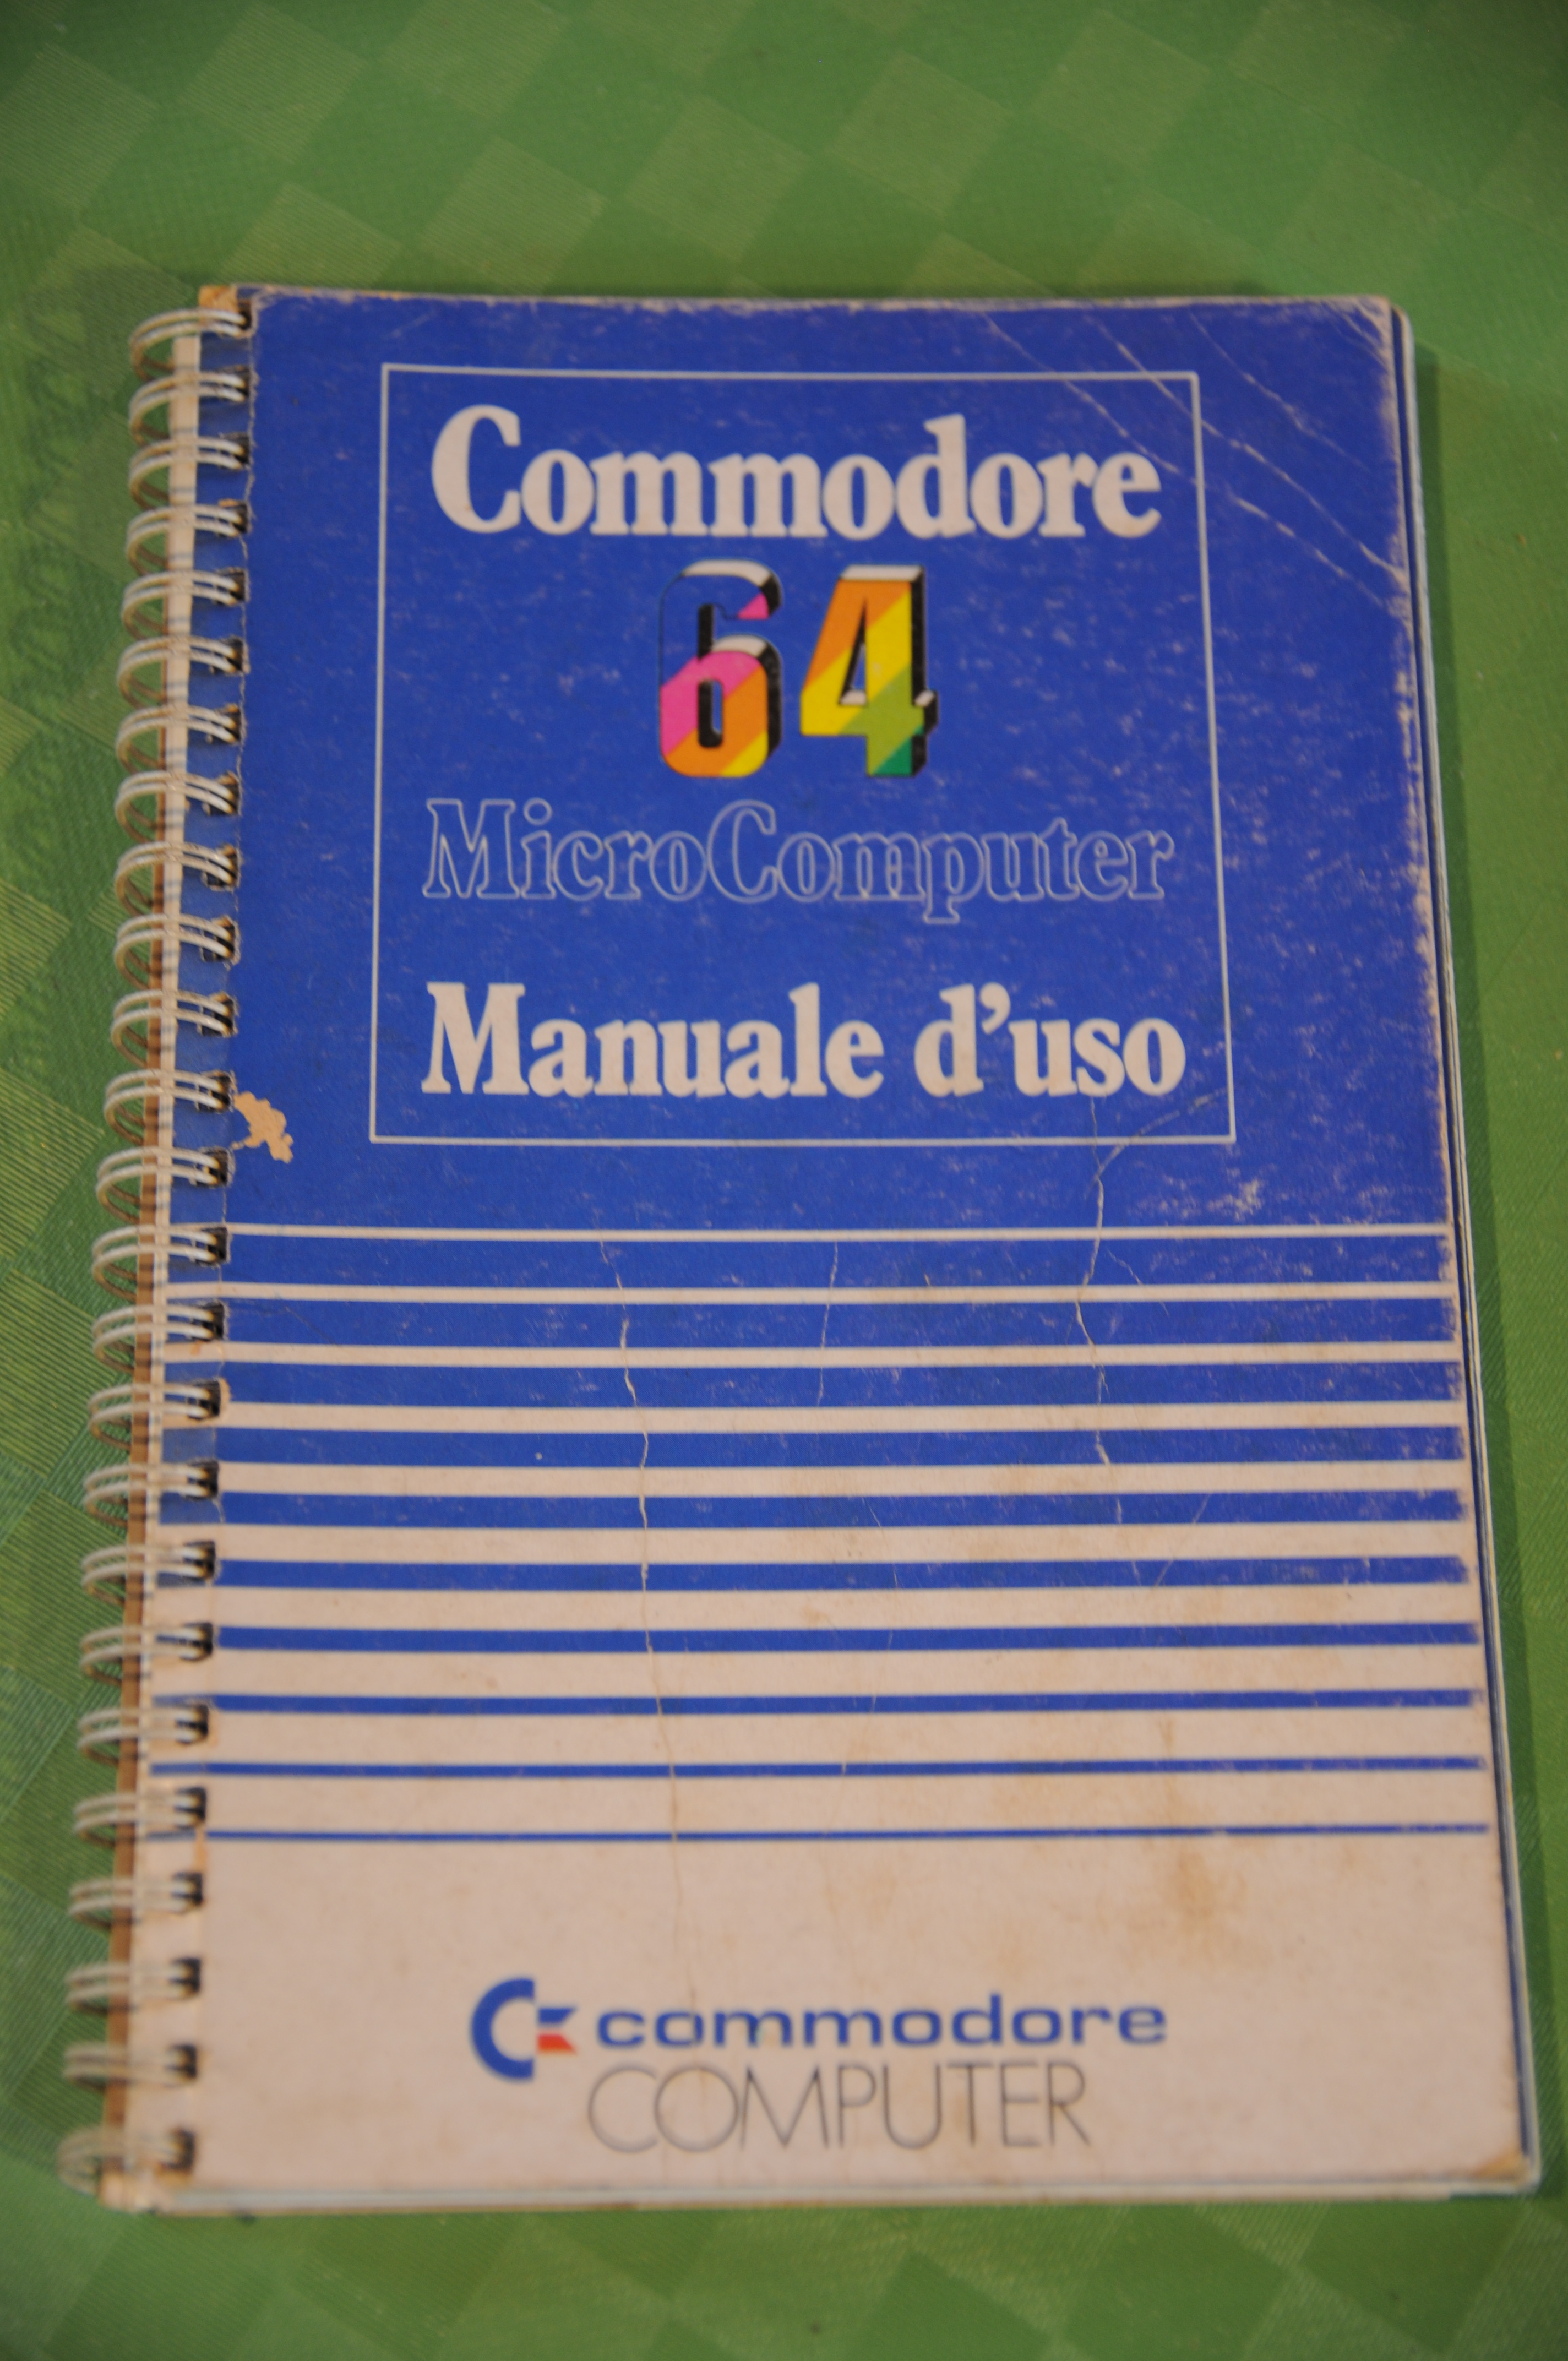 Commodore
64
MicroComputer
Manuale d'uso
commodore
COMPUTER